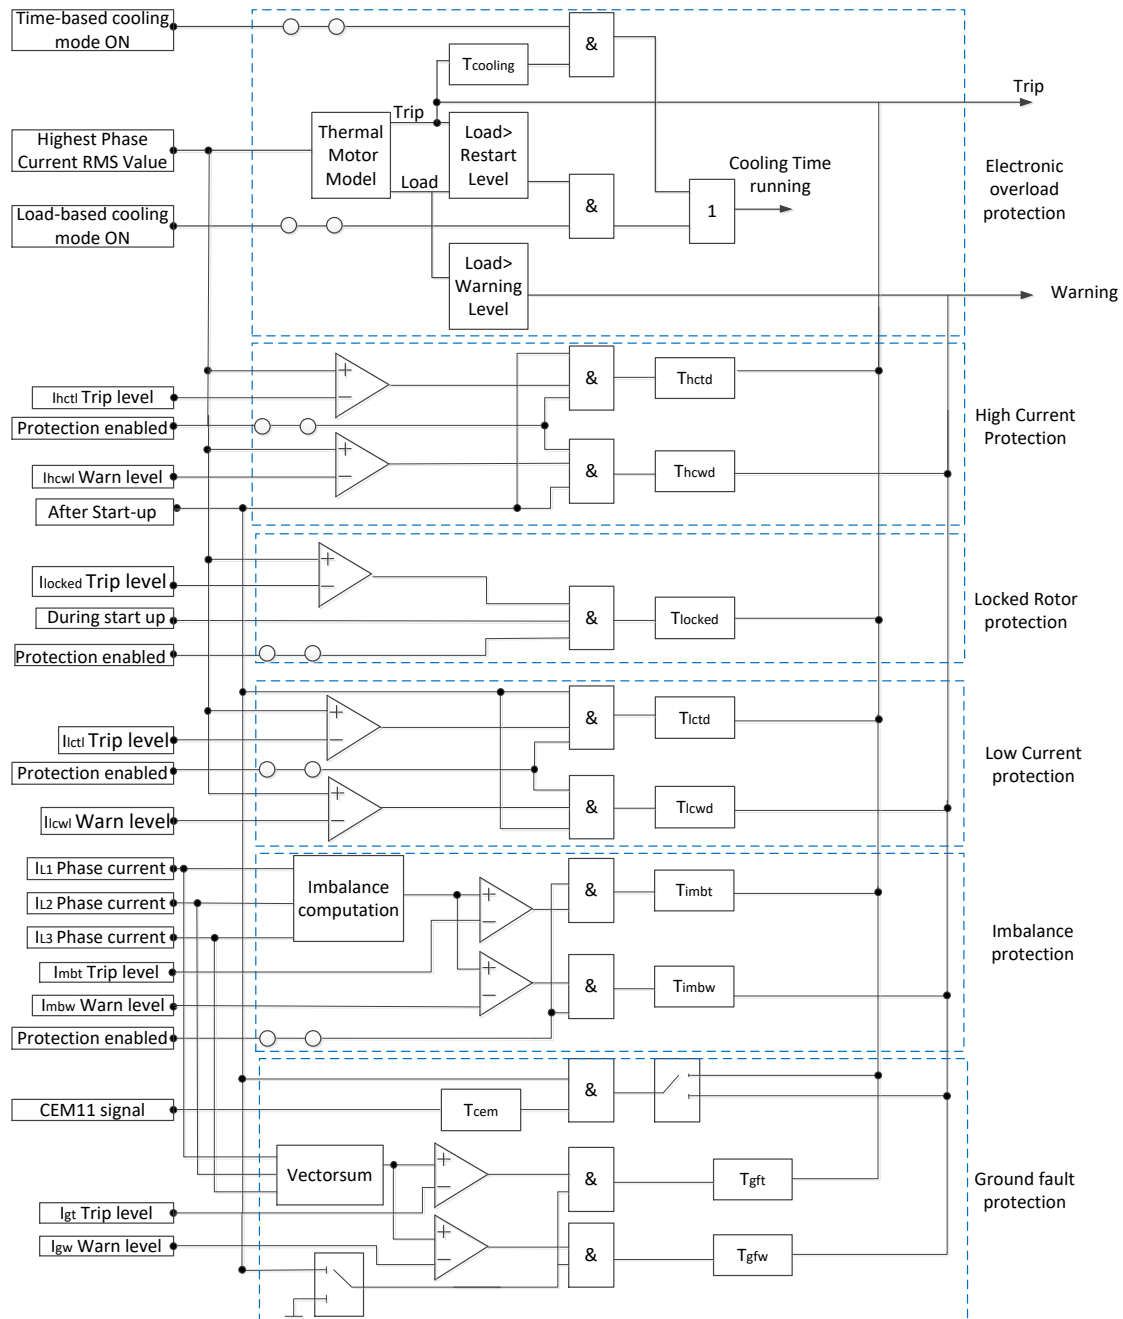 Time-based cooling
mode ON
&
Tcooling
Trip
Trip
Highest Phase
Current RMS Value
Thermal
Motor
Model
Load>
Restart
Level
Load
Cooling Time
running
Electronic
overload
protection
Load-based cooling
mode ON
&
1
Load>
Warning
Level
Warning
Ihctl Trip level
+
−
&
Thctd
Protection enabled
High Current
Protection
Ihcwl Warn level
+
−
&
Thcwd
After Start-up
Ilocked Trip level
+
−
During start up
&
Tlocked
Locked Rotor
protection
Protection enabled
Ilctl Trip level
+
−
&
Tlctd
Protection enabled
Low Current
protection
Ilcwl Warn level
+
−
&
Tlcwd
IL1 Phase current
IL2 Phase current
IL3 Phase current
Imbalance
computation
+
−
&
Timbt
Imbalance
protection
Imbt Trip level
Imbw Warn level
+
−
&
Timbw
Protection enabled
CEM11 signal
Tcem
&
Vectorsum
+
−
&
Tgft
Ground fault
protection
Igt Trip level
Igw Warn level
+
−
&
Tgfw